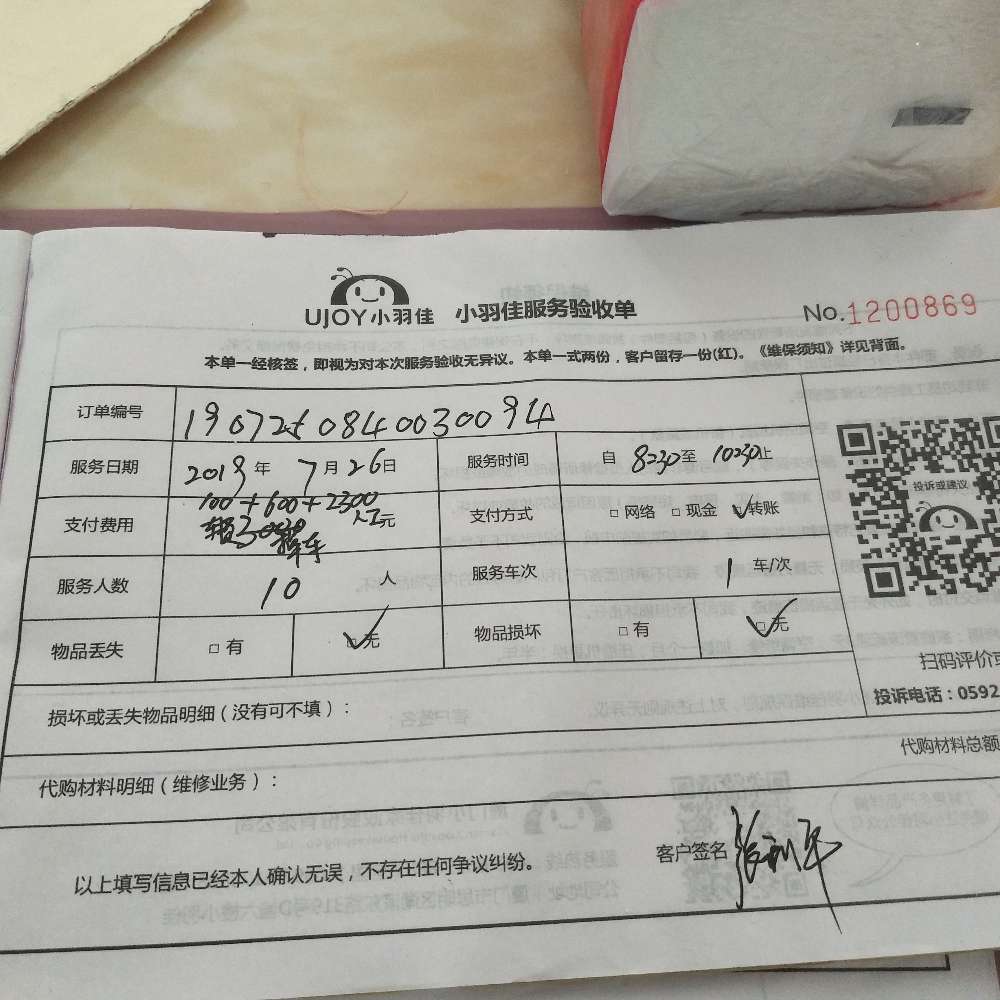 UJOY小羽佳 小羽佳服务验收单 No.1200869
本单一经核签，即视为对本次服务验收无异议。本单一式两份，客户留存一份(红)。《维保须知》详见背面。
订单编号
服务日期 2019年 7月26日 服务时间 自 8:30至 10:30止
支付费用 100+600+2300 元 支付方式 □网络 □现金 □转账
人工
服务人数 10 人 服务车次 1 车/次
物品丢失 □有 □无 物品损坏 □有 □无
投诉或建议
扫码评价
投诉电话：0592
损坏或丢失物品明细（没有可不填）：
代购材料总额
代购材料明细（维修业务）：
以上填写信息已经本人确认无误，不存在任何争议纠纷。 客户签名